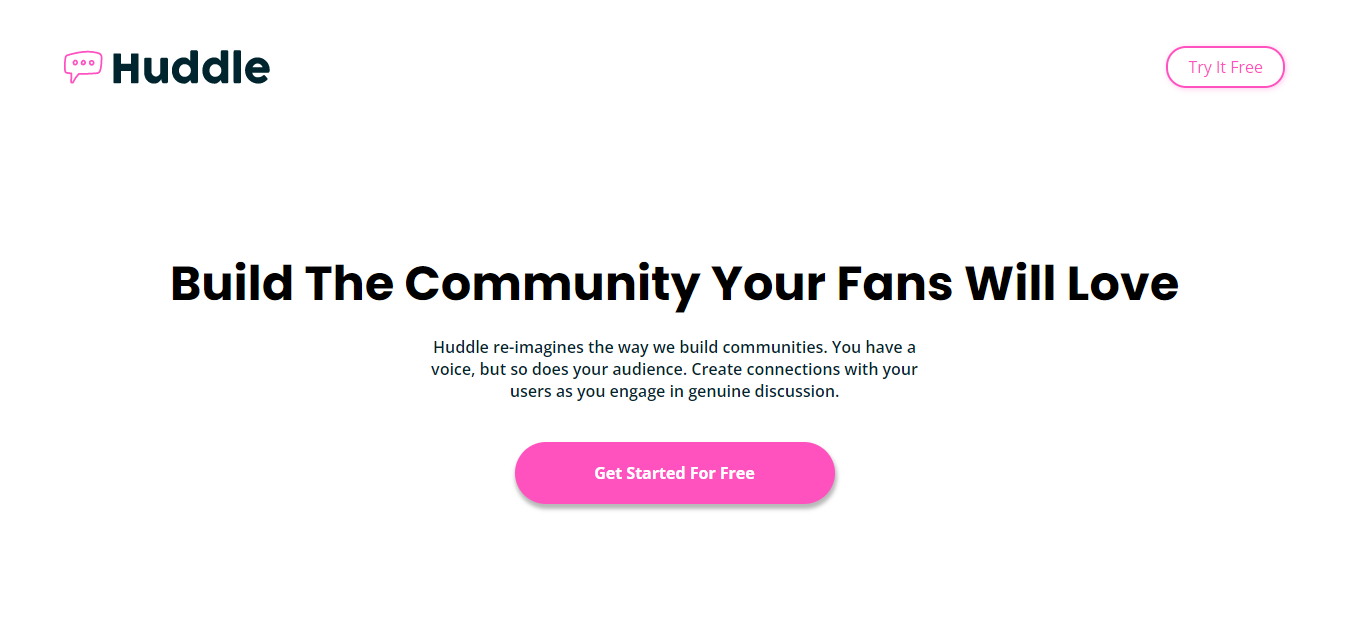 Huddle
Try It Free
Build The Community Your Fans Will Love
Huddle re-imagines the way we build communities. You have a
voice, but so does your audience. Create connections with your
users as you engage in genuine discussion.
Get Started For Free